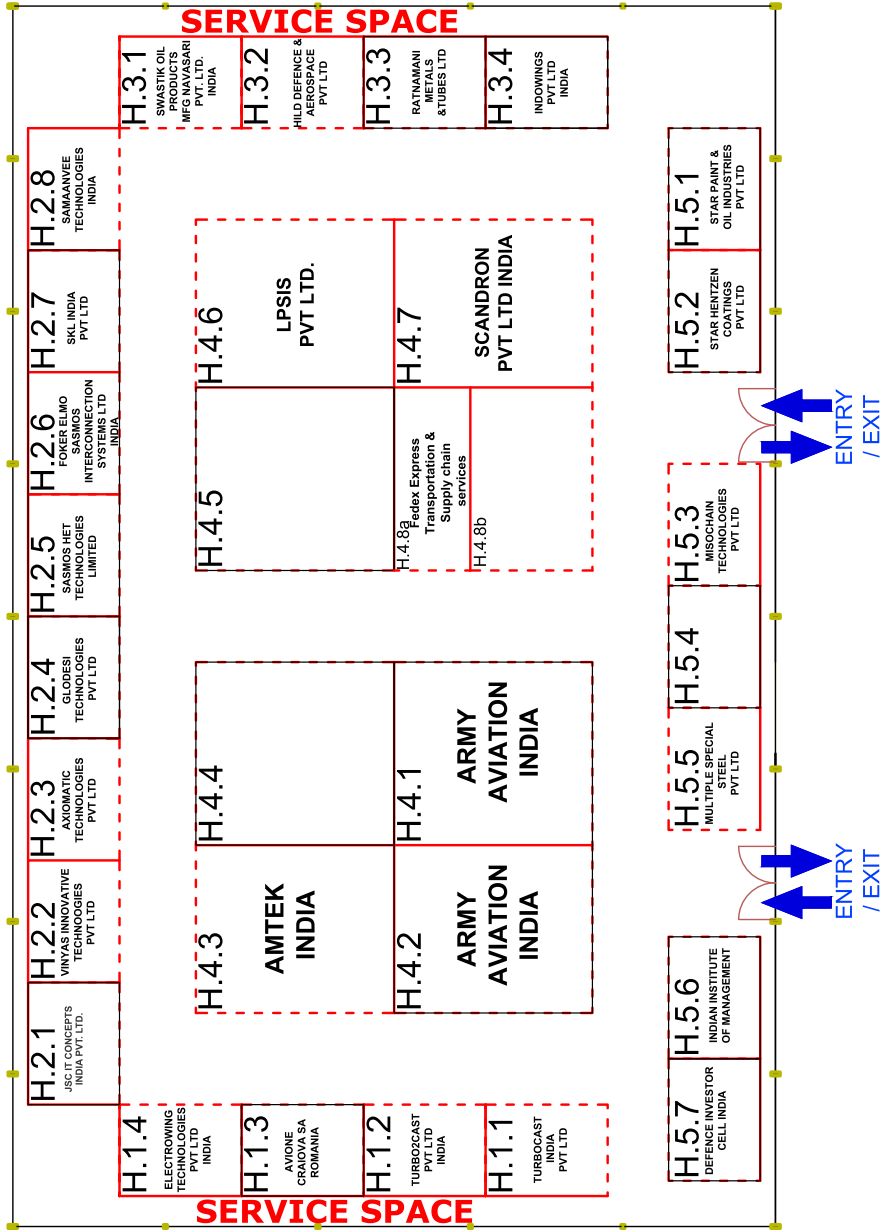 SERVICE SPACE
H.3.1
SWASTIK OIL
PRODUCTS
MFG NAVASARI
PVT. LTD.
INDIA
H.3.2
HILD DEFENCE &
AEROSPACE
PVT LTD
H.3.3
RATNAMANI
METALS
&TUBES LTD
H.3.4
INDOWINGS
PVT LTD
INDIA
H.2.8
SAMAANVEE
TECHNOLOGIES
INDIA
H.2.7
SKL INDIA
PVT LTD
H.2.6
FOKER ELMO
SASMOS
INTERCONNECTION
SYSTEMS LTD
INDIA
H.2.5
SASMOS HET
TECHNOLOGIES
LIMITED
H.2.4
GLODESI
TECHNOLOGIES
PVT LTD
H.2.3
AXIOMATIC
TECHNOLOGIES
PVT LTD
H.2.2
VINYAS INNOVATIVE
TECHNOOGIES
PVT LTD
H.2.1
JSC IT CONCEPTS
INDIA PVT. LTD.
H.4.6
LPSIS
PVT LTD.
H.4.7
SCANDRON
PVT LTD INDIA
H.4.5
H.4.8a
Fedex Express
Transportation &
Supply chain
services
H.4.8b
H.4.4
H.4.1
ARMY
AVIATION
INDIA
H.4.3
AMTEK
INDIA
H.4.2
ARMY
AVIATION
INDIA
H.5.1
STAR PAINT &
OIL INDUSTRIES
PVT LTD
H.5.2
STAR HENTZEN
COATINGS
PVT LTD
ENTRY
/ EXIT
H.5.3
MISOCHAIN
TECHNOLOGIES
PVT LTD
H.5.4
H.5.5
MULTIPLE SPECIAL
STEEL
PVT LTD
ENTRY
/ EXIT
H.5.6
INDIAN INSTITUTE
OF MANAGEMENT
H.5.7
DEFENCE INVESTOR
CELL INDIA
H.1.4
ELECTROWING
TECHNOLOGIES
PVT LTD
INDIA
H.1.3
AVIONE
CRAIOVA SA
ROMANIA
H.1.2
TURBO2CAST
PVT LTD
INDIA
H.1.1
TURBOCAST
INDIA
PVT LTD
SERVICE SPACE